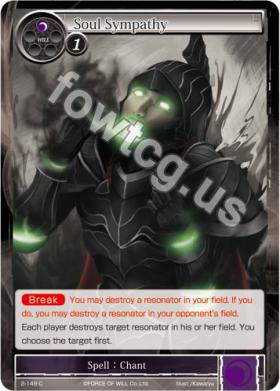 Soul Sympathy
WILL
1
fowtcg.us
Break You may destroy a resonator in your field. If you
do, you may destroy a resonator in your opponent's field.
Each player destroys target resonator in his or her field. You
choose the target first.
Spell : Chant
2-149 C
©FORCE OF WILL Co.,Ltd.
Illust./Kawaryu